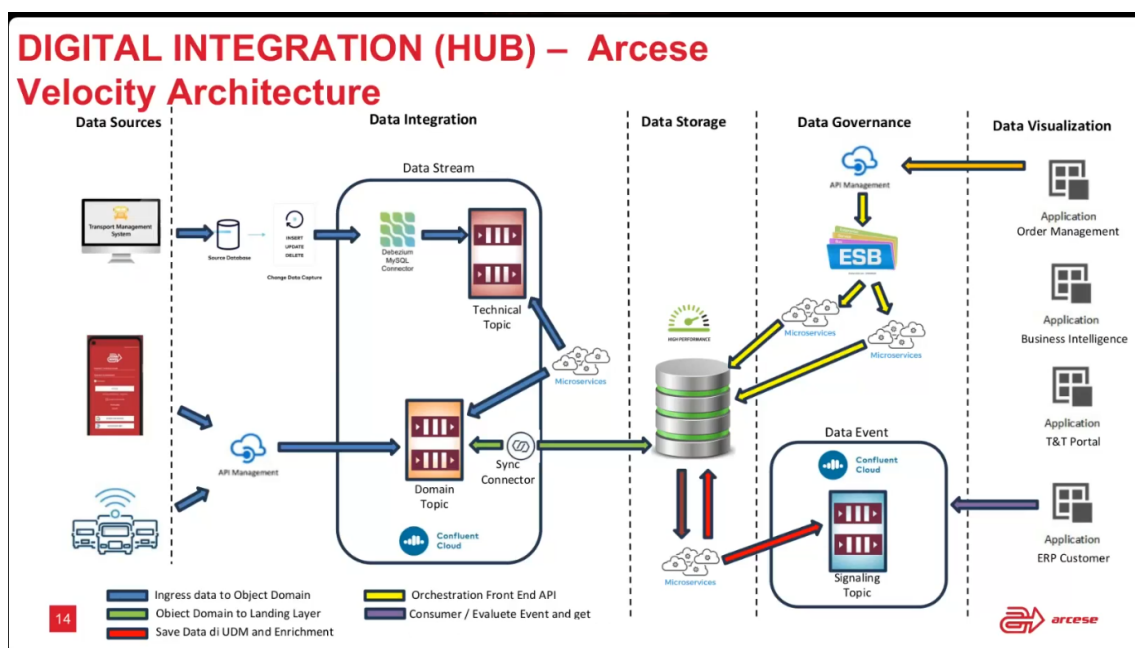 DIGITAL INTEGRATION (HUB) – Arcese
Velocity Architecture
Data Sources
Data Integration
Data Storage
Data Governance
Data Visualization
Data Stream
API Management
Application
Order Management
Transport Management
System
Source Database
INSERT
UPDATE
DELETE
Change Data Capture
Debezium
MySQL
Connector
Technical
Topic
ESB
HIGH PERFORMANCE
Microservices
Microservices
Application
Business Intelligence
Microservices
Application
T&T Portal
API Management
Domain
Topic
Sync
Connector
Confluent
Cloud
Data Event
Confluent
Cloud
Signaling
Topic
Microservices
Application
ERP Customer
Ingress data to Object Domain
Object Domain to Landing Layer
Save Data di UDM and Enrichment
Orchestration Front End API
Consumer / Evaluete Event and get
14
arcese